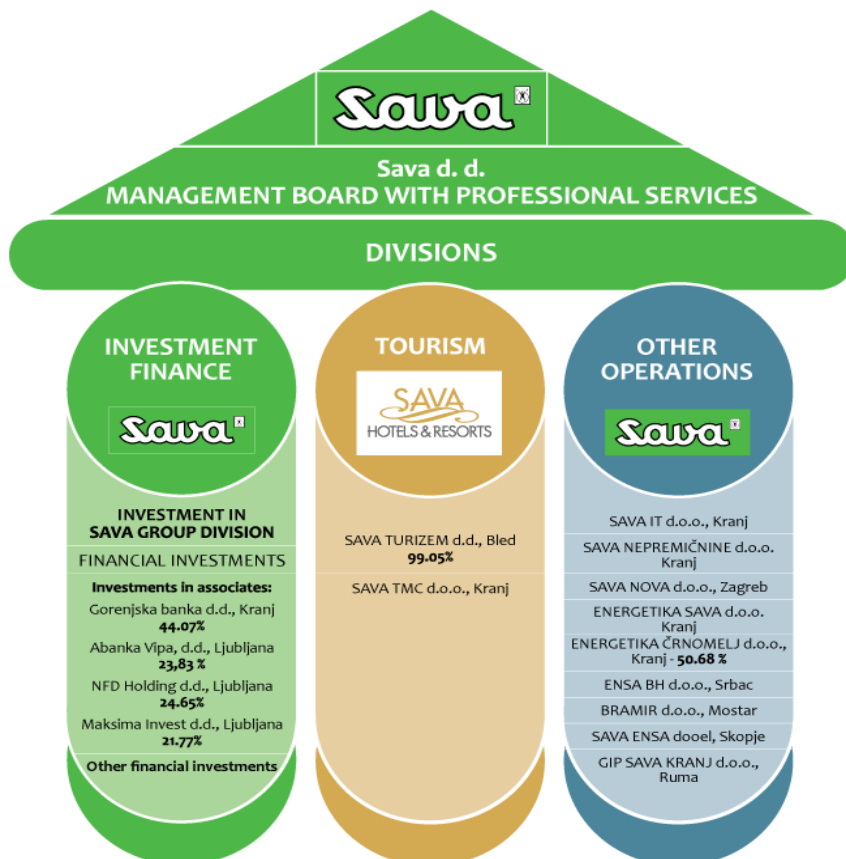 Sava
Sava d. d.
MANAGEMENT BOARD WITH PROFESSIONAL SERVICES
DIVISIONS
INVESTMENT
FINANCE
Sava
INVESTMENT IN
SAVA GROUP DIVISION
FINANCIAL INVESTMENTS
Investments in associates:
Gorenjska banka d.d., Kranj
44.07%
Abanka Vipa, d.d., Ljubljana
23,83 %
NFD Holding d.d., Ljubljana
24.65%
Maksima Invest d.d., Ljubljana
21.77%
Other financial investments
TOURISM
SAVA
HOTELS & RESORTS
SAVA TURIZEM d.d., Bled
99.05%
SAVA TMC d.o.o., Kranj
OTHER
OPERATIONS
Sava
SAVA IT d.o.o., Kranj
SAVA NEPREMIČNINE d.o.o.
Kranj
SAVA NOVA d.o.o., Zagreb
ENERGETIKA SAVA d.o.o.
Kranj
ENERGETIKA ČRNOMELJ d.o.o.,
Kranj - 50.68 %
ENSA BH d.o.o., Srbac
BRAMIR d.o.o., Mostar
SAVA ENSA dooel, Skopje
GIP SAVA KRANJ d.o.o.,
Ruma